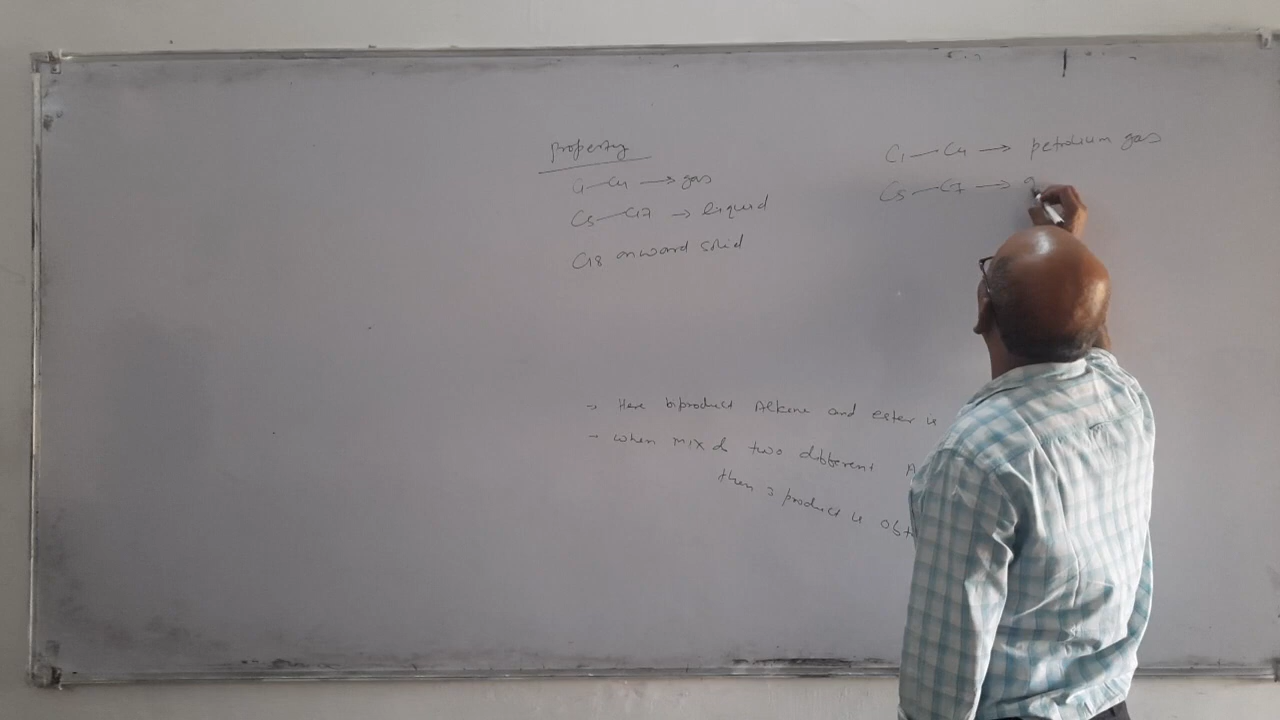 property
C1—C4 → gas
C5—C17 → liquid
C18 onward solid
C1—C4 → petrolium gas
C5—C7 →
→ Here biproduct Alkene and ester is
→ when mix two different A
then 3 product is obt